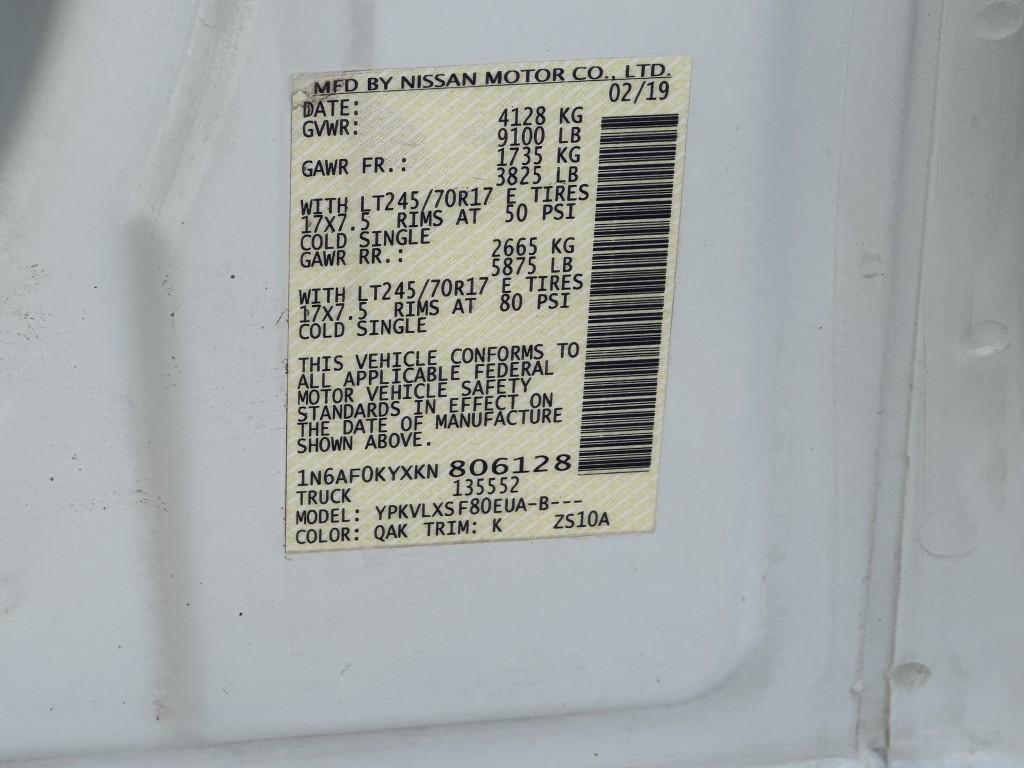 MFD BY NISSAN MOTOR CO., LTD.
DATE: 02/19
GVWR: 4128 KG
9100 LB
GAWR FR.: 1735 KG
3825 LB
WITH LT245/70R17 E TIRES
17X7.5 RIMS AT 50 PSI
COLD SINGLE
GAWR RR.: 2665 KG
5875 LB
WITH LT245/70R17 E TIRES
17X7.5 RIMS AT 80 PSI
COLD SINGLE
THIS VEHICLE CONFORMS TO
ALL APPLICABLE FEDERAL
MOTOR VEHICLE SAFETY
STANDARDS IN EFFECT ON
THE DATE OF MANUFACTURE
SHOWN ABOVE.
1N6AF0KYXKN 806128
TRUCK 135552
MODEL: YPKVLXSF80EUA-B---
COLOR: QAK TRIM: K ZS10A